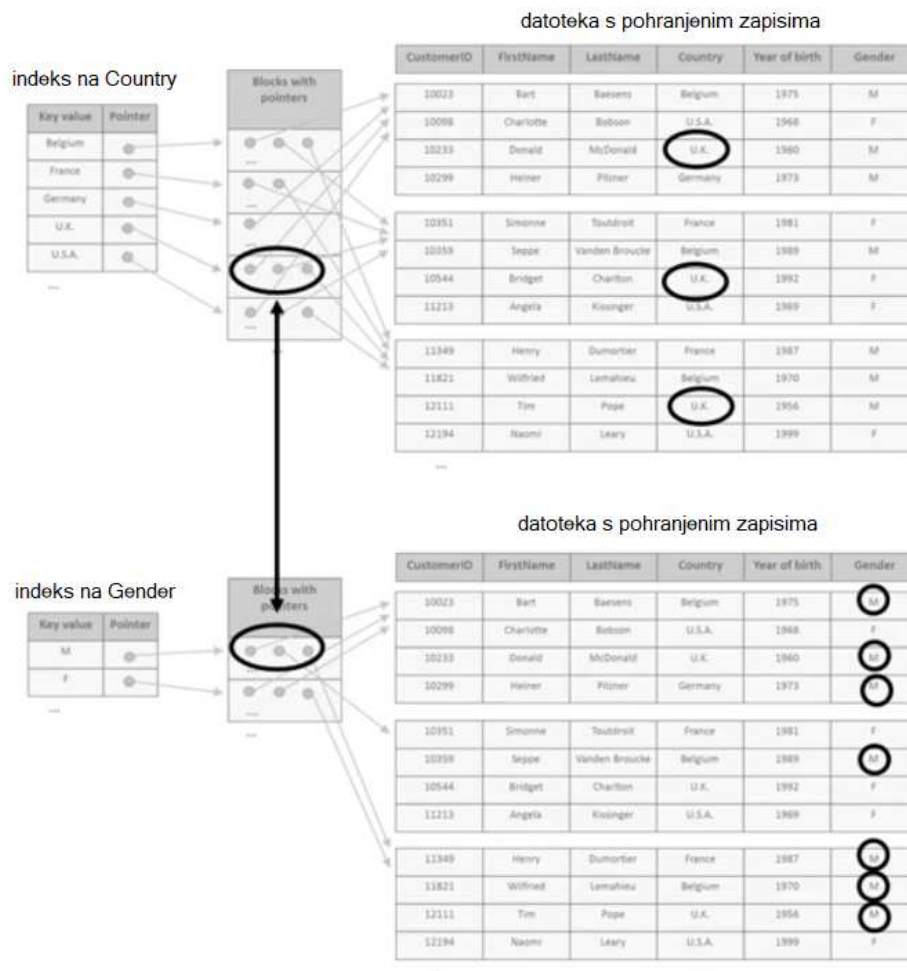 datoteka s pohranjenim zapisima
CustomerID FirstName LastName Country Year of birth Gender
indeks na Country
Blocks with
pointers
Key value Pointer
Belgium
France
Germany
U.K.
U.S.A.
...
...
...
...
...
...
10023 Bart Baesens Belgium 1975 M
10098 Charlotte Bobson U.S.A. 1968 F
10233 Donald McDonald U.K. 1960 M
10299 Heiner Pilsner Germany 1973 M
10351 Simonne Toutdroit France 1981 F
10359 Seppe Vanden Broucke Belgium 1989 M
10544 Bridget Charlton U.K. 1992 F
11213 Angela Kissinger U.S.A. 1969 F
11349 Henry Dumortier France 1987 M
11821 Wilfried Lemahieu Belgium 1970 M
12111 Tim Pope U.K. 1956 M
12194 Naomi Leary U.S.A. 1999 F
...
datoteka s pohranjenim zapisima
CustomerID FirstName LastName Country Year of birth Gender
indeks na Gender
Blocks with
pointers
Key value Pointer
M
F
...
...
...
...
10023 Bart Baesens Belgium 1975 M
10098 Charlotte Bobson U.S.A. 1968 F
10233 Donald McDonald U.K. 1960 M
10299 Heiner Pilsner Germany 1973 M
10351 Simonne Toutdroit France 1981 F
10359 Seppe Vanden Broucke Belgium 1989 M
10544 Bridget Charlton U.K. 1992 F
11213 Angela Kissinger U.S.A. 1969 F
11349 Henry Dumortier France 1987 M
11821 Wilfried Lemahieu Belgium 1970 M
12111 Tim Pope U.K. 1956 M
12194 Naomi Leary U.S.A. 1999 F